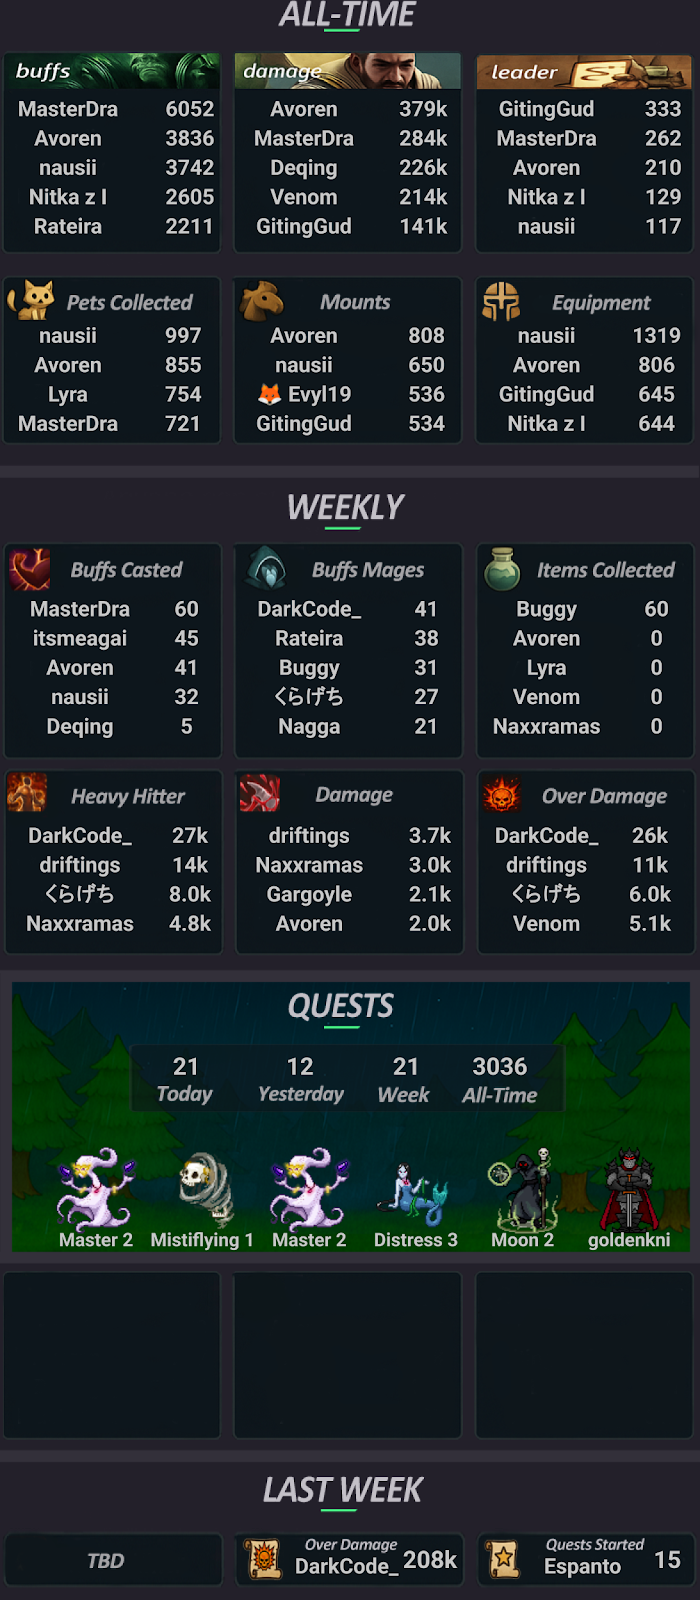 ALL-TIME
buffs
MasterDra 6052
Avoren 3836
nausii 3742
Nitka z I 2605
Rateira 2211
damage
Avoren 379k
MasterDra 284k
Deqing 226k
Venom 214k
GitingGud 141k
leader
GitingGud 333
MasterDra 262
Avoren 210
Nitka z I 129
nausii 117
Pets Collected
nausii 997
Avoren 855
Lyra 754
MasterDra 721
Mounts
Avoren 808
nausii 650
🦊 Evyl19 536
GitingGud 534
Equipment
nausii 1319
Avoren 806
GitingGud 645
Nitka z I 644
WEEKLY
Buffs Casted
MasterDra 60
itsmeagai 45
Avoren 41
nausii 32
Deqing 5
Buffs Mages
DarkCode_ 41
Rateira 38
Buggy 31
くらげち 27
Nagga 21
Items Collected
Buggy 60
Avoren 0
Lyra 0
Venom 0
Naxxramas 0
Heavy Hitter
DarkCode_ 27k
driftings 14k
くらげち 8.0k
Naxxramas 4.8k
Damage
driftings 3.7k
Naxxramas 3.0k
Gargoyle 2.1k
Avoren 2.0k
Over Damage
DarkCode_ 26k
driftings 11k
くらげち 6.0k
Venom 5.1k
QUESTS
21 12 21 3036
Today Yesterday Week All-Time
Master 2 Mistiflying 1 Master 2 Distress 3 Moon 2 goldenkni
LAST WEEK
TBD
Over Damage
DarkCode_ 208k
Quests Started
Espanto 15